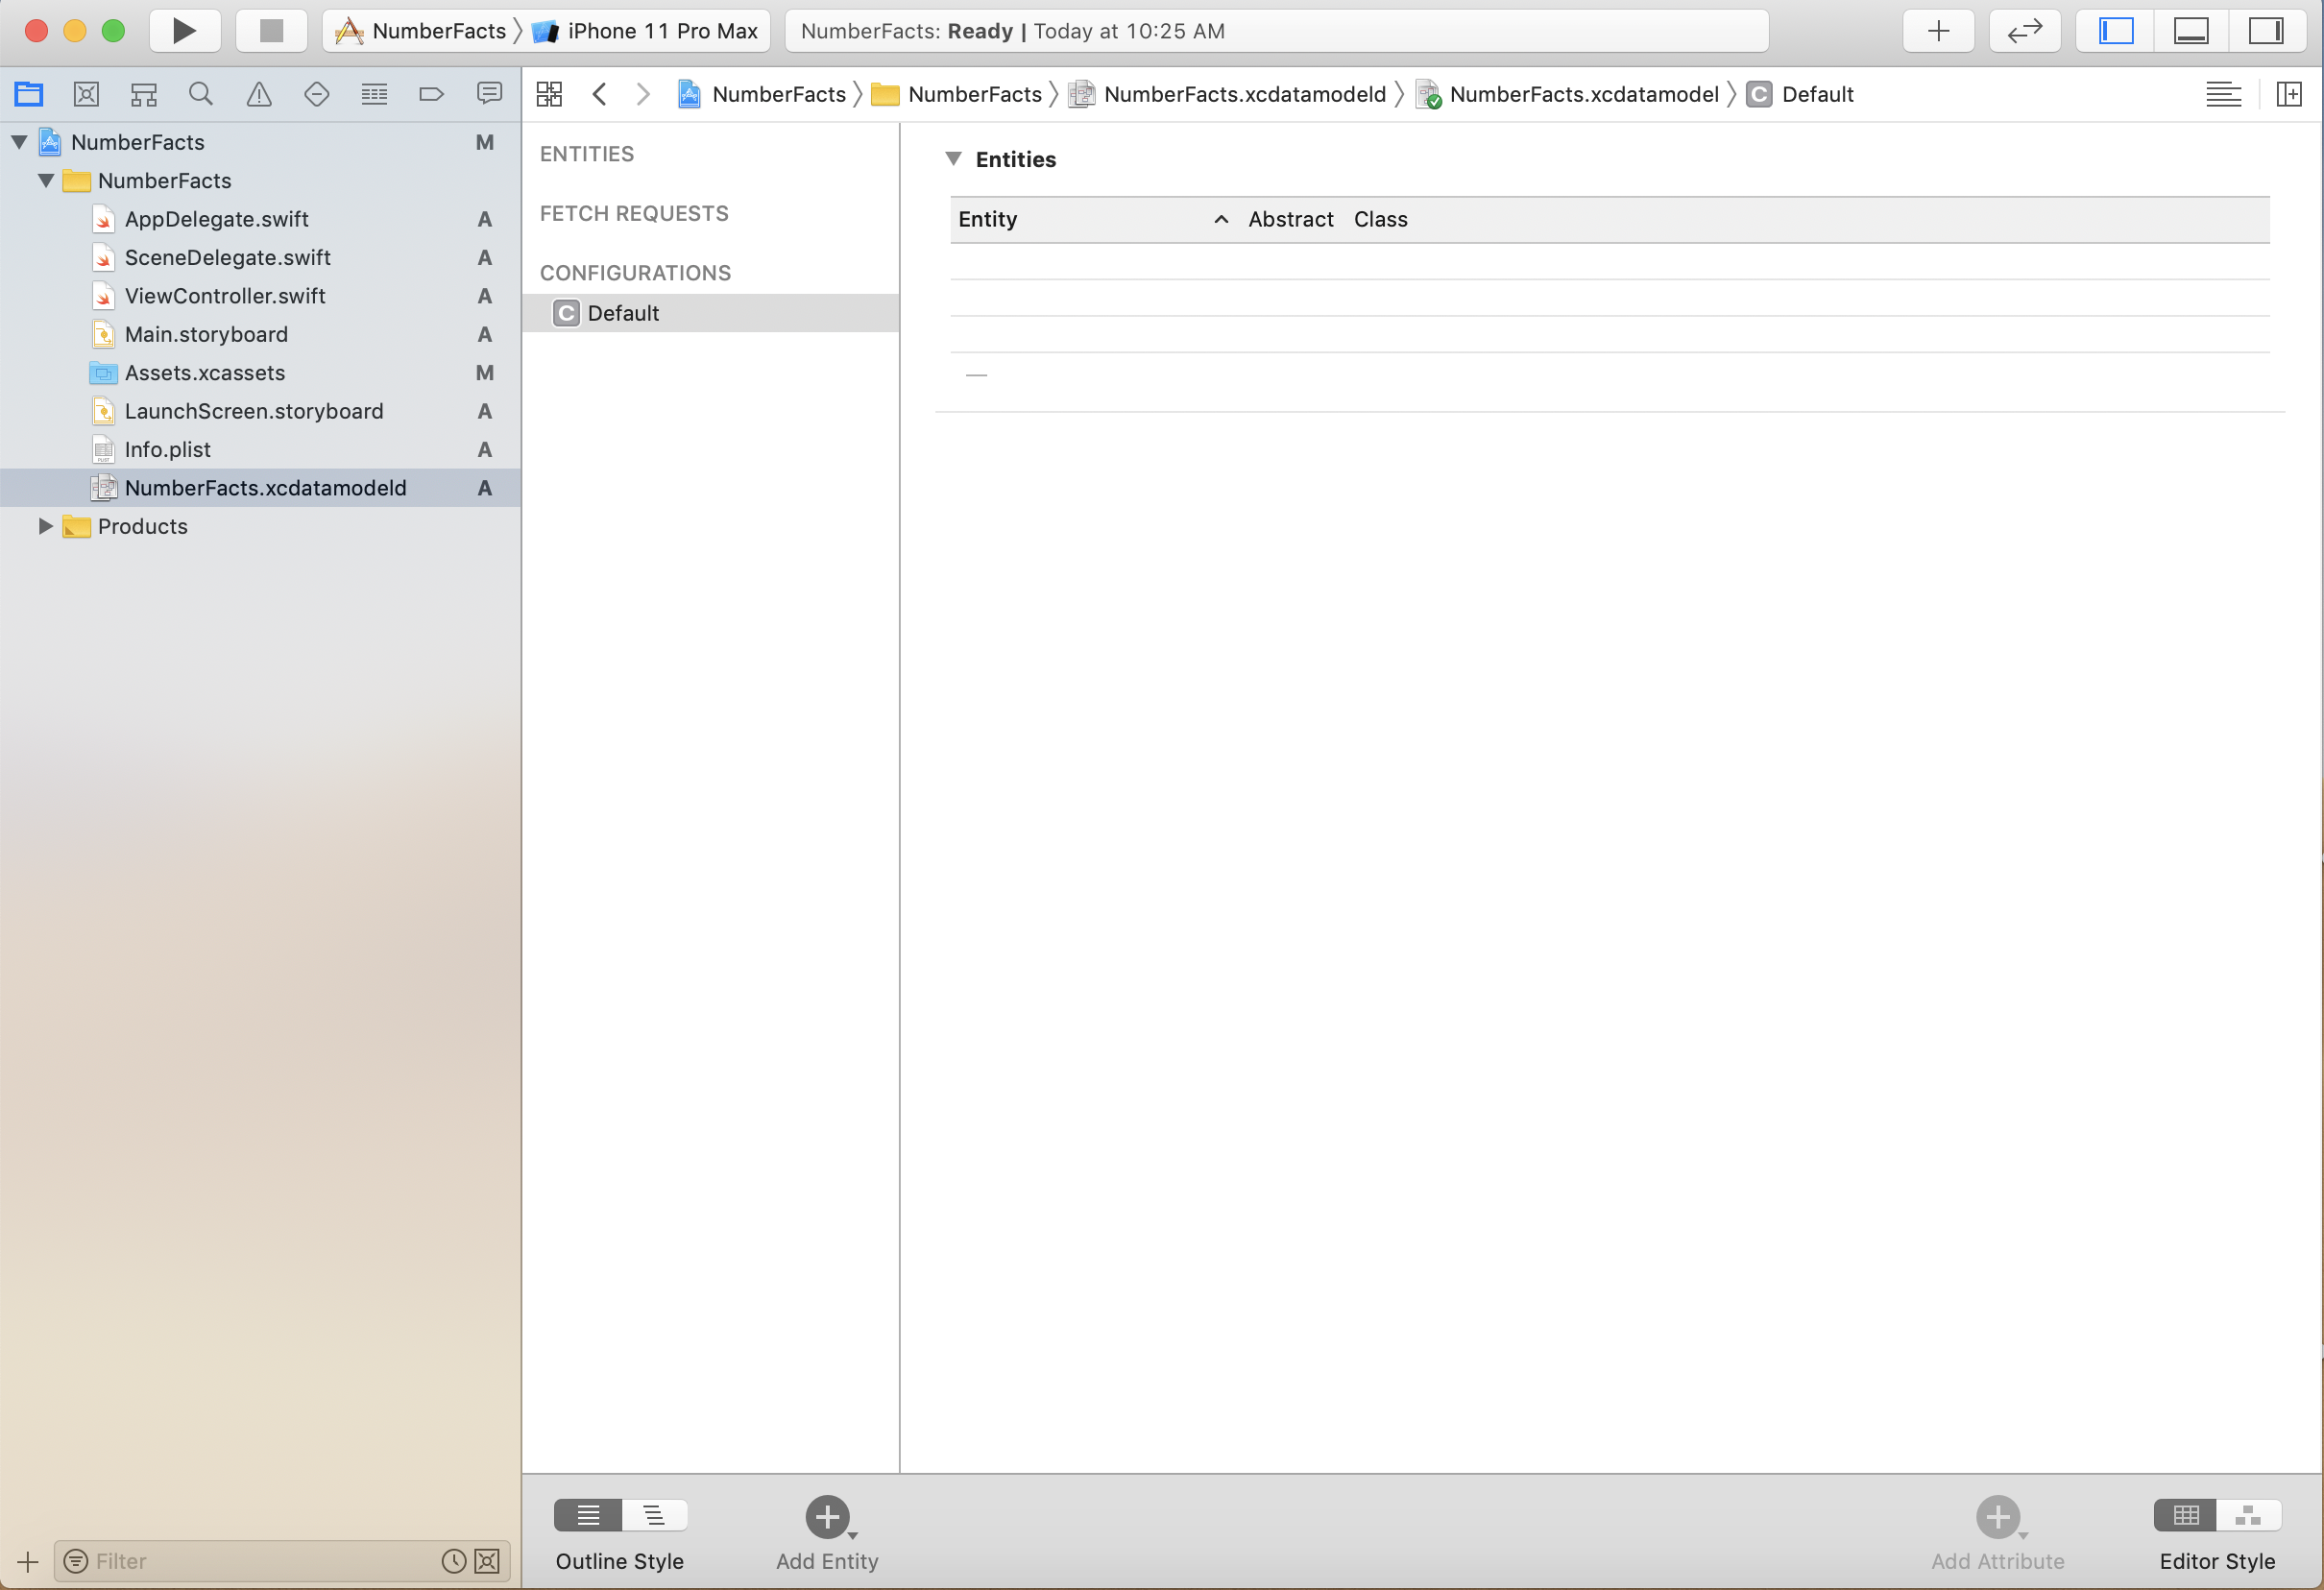 NumberFacts iPhone 11 Pro Max NumberFacts: Ready | Today at 10:25 AM
NumberFacts NumberFacts NumberFacts.xcdatamodeld NumberFacts.xcdatamodel C Default
NumberFacts M
NumberFacts
AppDelegate.swift A
SceneDelegate.swift A
ViewController.swift A
Main.storyboard A
Assets.xcassets M
LaunchScreen.storyboard A
Info.plist A
NumberFacts.xcdatamodeld A
Products
Filter
ENTITIES
FETCH REQUESTS
CONFIGURATIONS
C Default
Entities
Entity Abstract Class
Outline Style Add Entity Add Attribute Editor Style